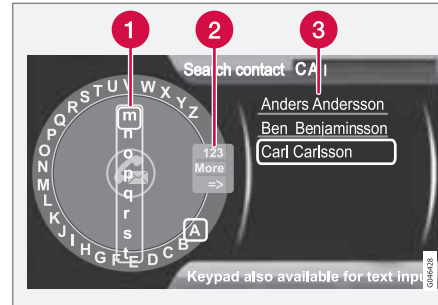 1
2
3
Search contact CA|
A B C D E F G H I J K L M N O P Q R S T U V W X Y Z
m
n
o
p
q
r
s
t
123
More
=>
Anders Andersson
Ben Benjaminsson
Carl Carlsson
Keypad also available for text inpu
G046428